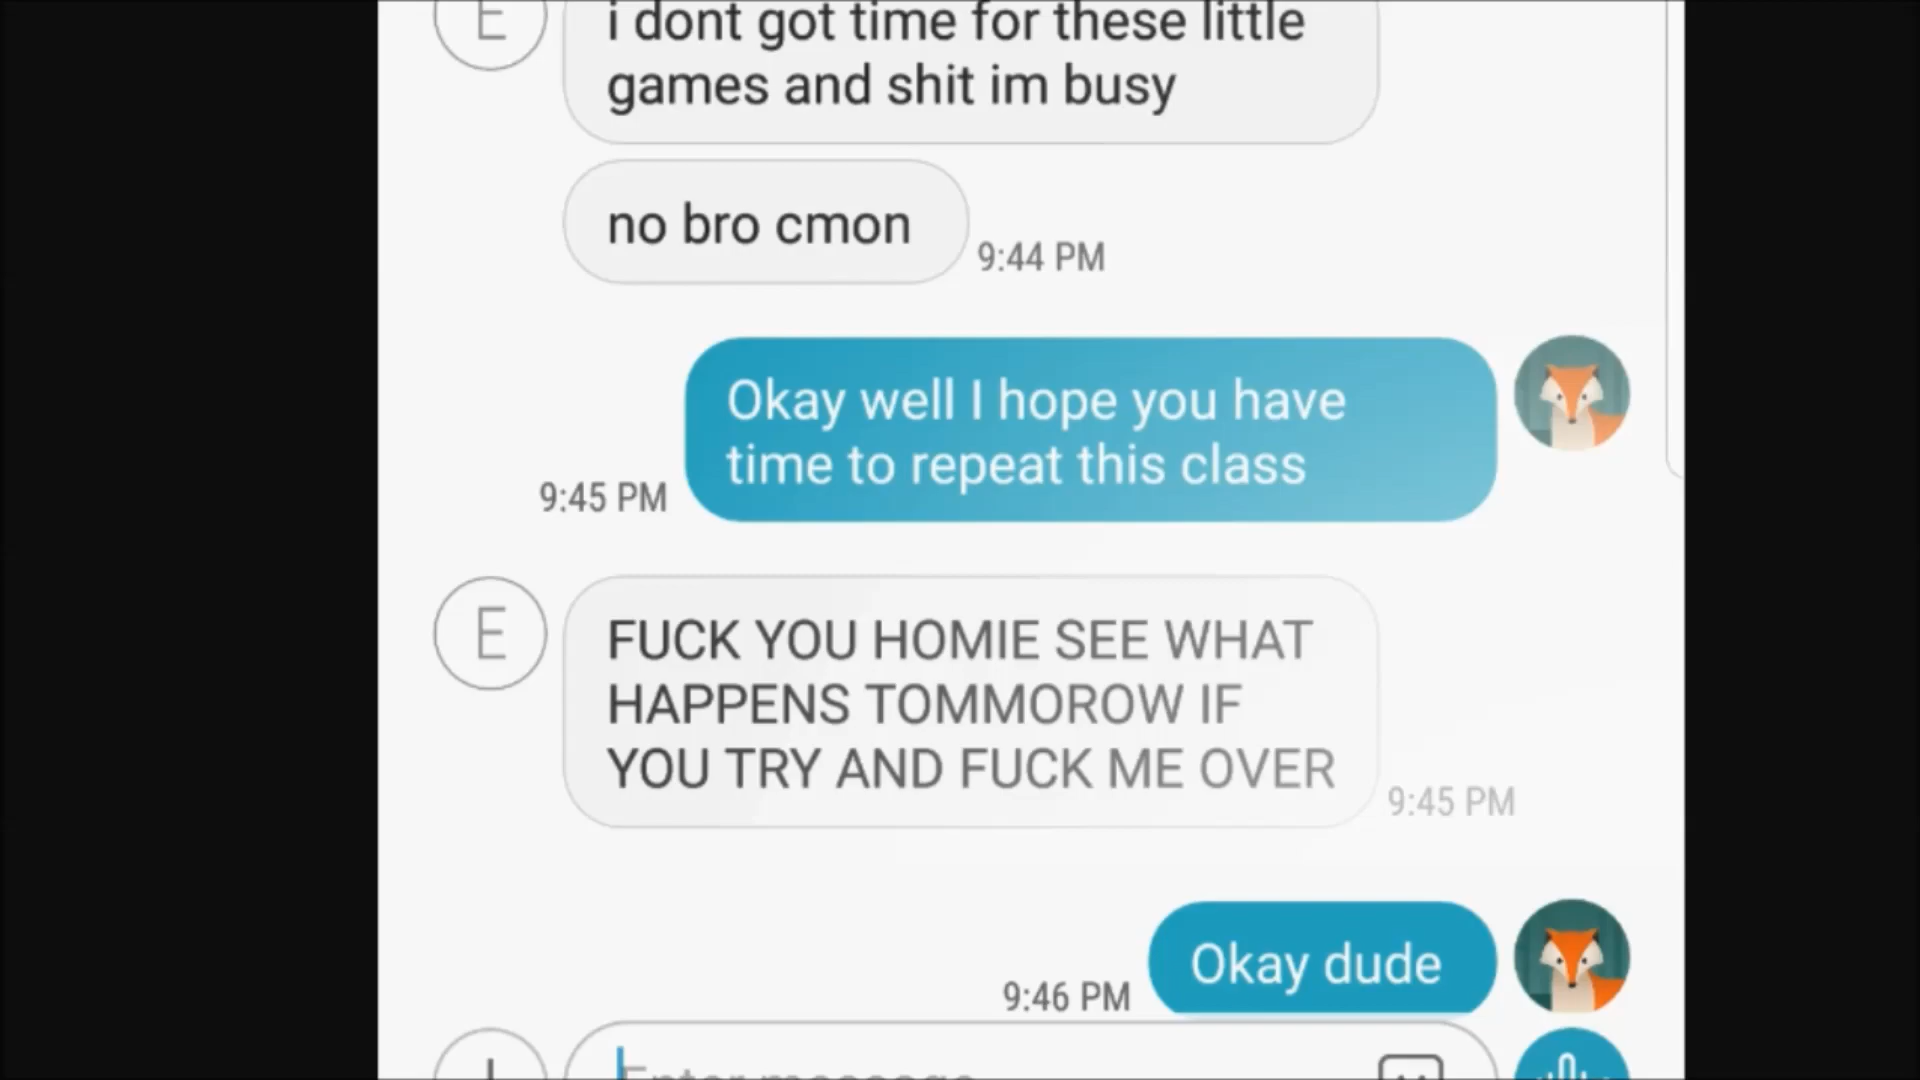 E
i dont got time for these little
games and shit im busy
no bro cmon
9:44 PM
Okay well I hope you have
time to repeat this class
9:45 PM
E
FUCK YOU HOMIE SEE WHAT
HAPPENS TOMMOROW IF
YOU TRY AND FUCK ME OVER
9:45 PM
Okay dude
9:46 PM
Enter message